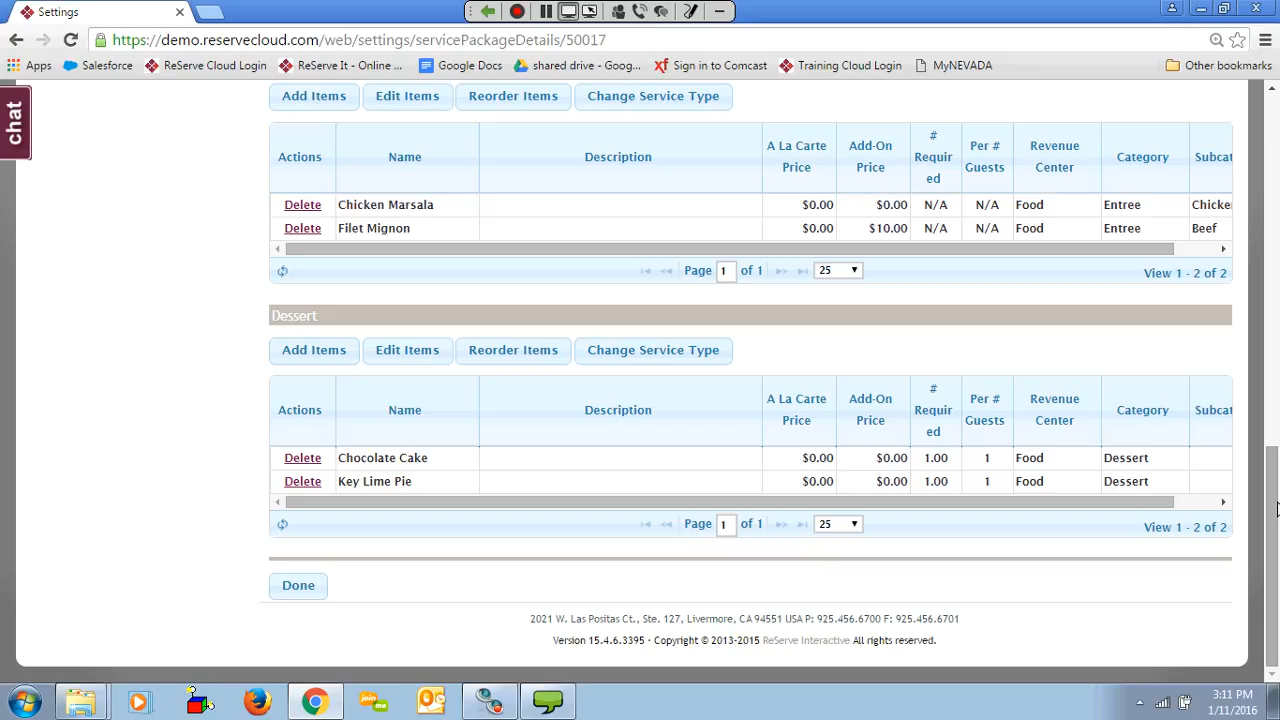 Settings
https://demo.reservecloud.com/web/settings/servicePackageDetails/50017
Apps Salesforce ReServe Cloud Login ReServe It - Online ... Google Docs shared drive - Goog... Sign in to Comcast Training Cloud Login MyNEVADA Other bookmarks
chat
Add Items Edit Items Reorder Items Change Service Type
Actions Name Description A La Carte Price Add-On Price # Requir ed Per # Guests Revenue Center Category Subcat
Delete Chicken Marsala $0.00 $0.00 N/A N/A Food Entree Chicke
Delete Filet Mignon $0.00 $10.00 N/A N/A Food Entree Beef
Page 1 of 1 25 View 1 - 2 of 2
Dessert
Add Items Edit Items Reorder Items Change Service Type
Actions Name Description A La Carte Price Add-On Price # Requir ed Per # Guests Revenue Center Category Subcat
Delete Chocolate Cake $0.00 $0.00 1.00 1 Food Dessert
Delete Key Lime Pie $0.00 $0.00 1.00 1 Food Dessert
Page 1 of 1 25 View 1 - 2 of 2
Done
2021 W. Las Positas Ct., Ste. 127, Livermore, CA 94551 USA P: 925.456.6700 F: 925.456.6701
Version 15.4.6.3395 · Copyright © 2013-2015 ReServe Interactive All rights reserved.
join me
3:11 PM
1/11/2016